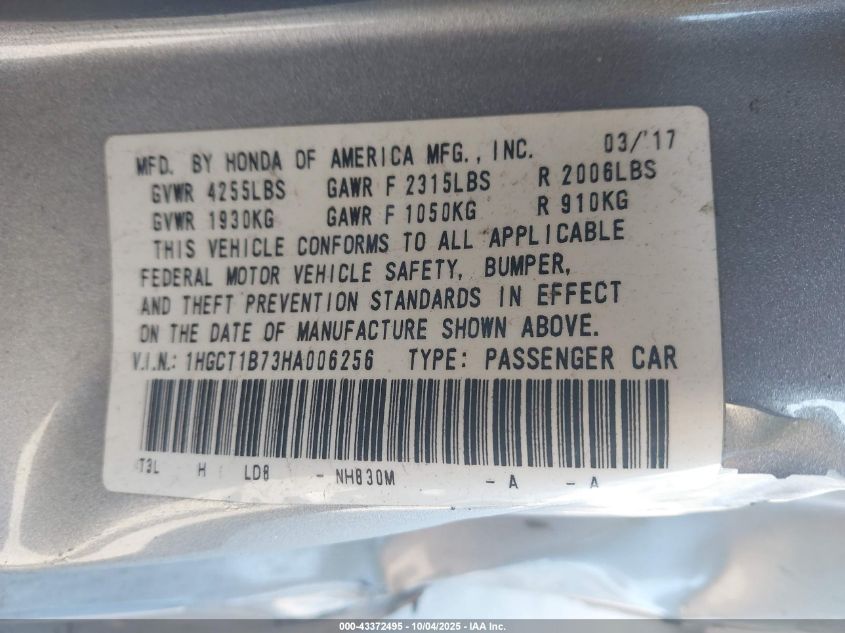 MFD. BY HONDA OF AMERICA MFG., INC. 03/'17
GVWR 4255LBS GAWR F 2315LBS R 2006LBS
GVWR 1930KG GAWR F 1050KG R 910KG
THIS VEHICLE CONFORMS TO ALL APPLICABLE
FEDERAL MOTOR VEHICLE SAFETY, BUMPER,
AND THEFT PREVENTION STANDARDS IN EFFECT
ON THE DATE OF MANUFACTURE SHOWN ABOVE.
V.I.N.: 1HGCT1B73HA006256 TYPE: PASSENGER CAR
T3L H LD8 - NH830M - A - A
000-43372495 - 10/04/2025 - IAA Inc.